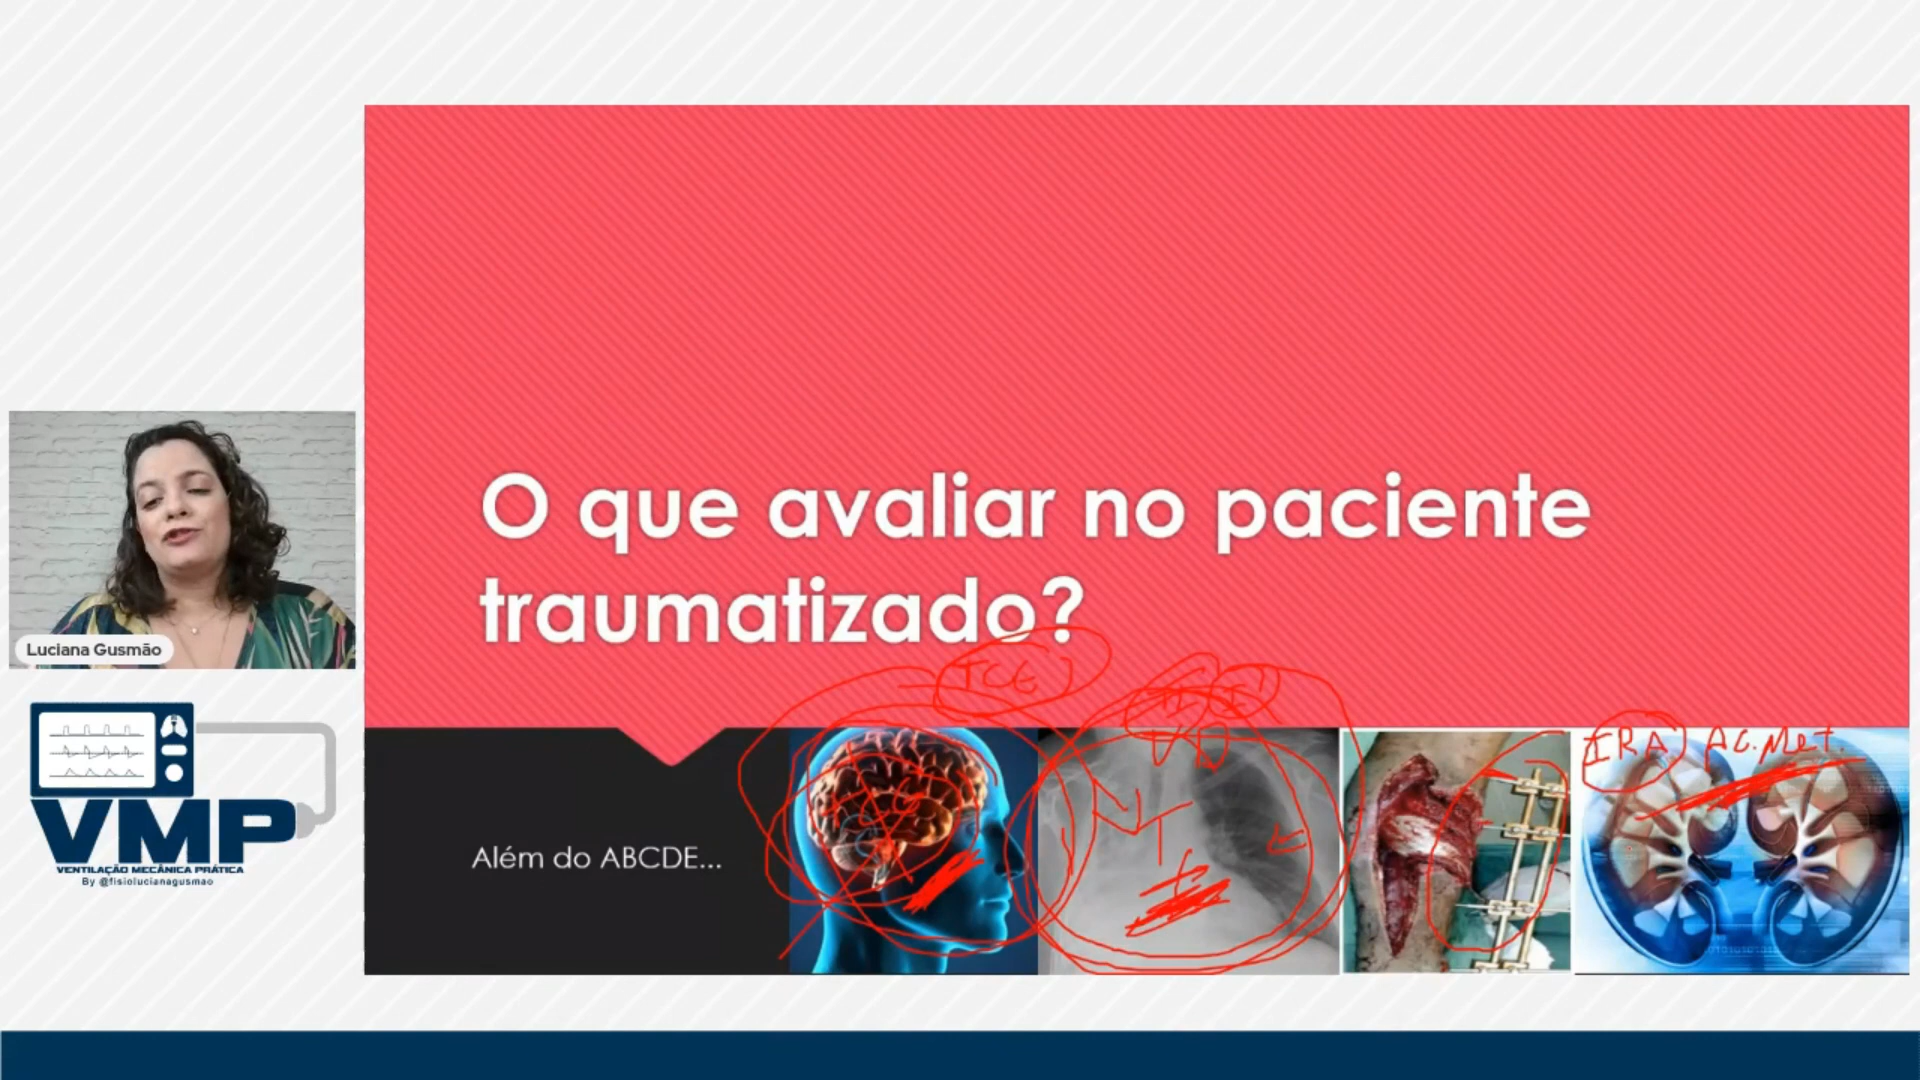 O que avaliar no paciente
traumatizado?
TCE
IRA Ac. Met.
Além do ABCDE...
Luciana Gusmão
VMP
VENTILAÇÃO MECÂNICA PRÁTICA
By @fisiolucianagusmao